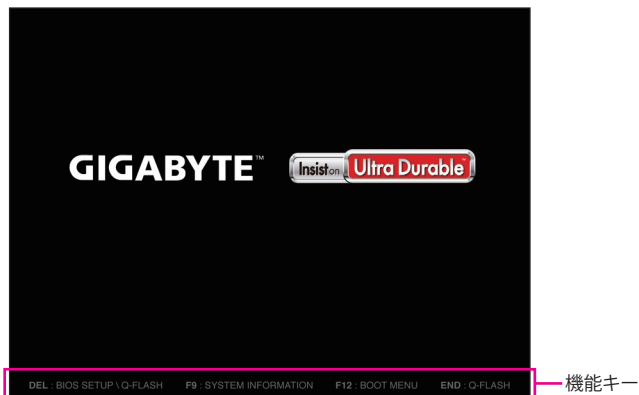 GIGABYTE™ Insist on Ultra Durable™
DEL : BIOS SETUP \ Q-FLASH F9 : SYSTEM INFORMATION F12 : BOOT MENU END : Q-FLASH
機能キー